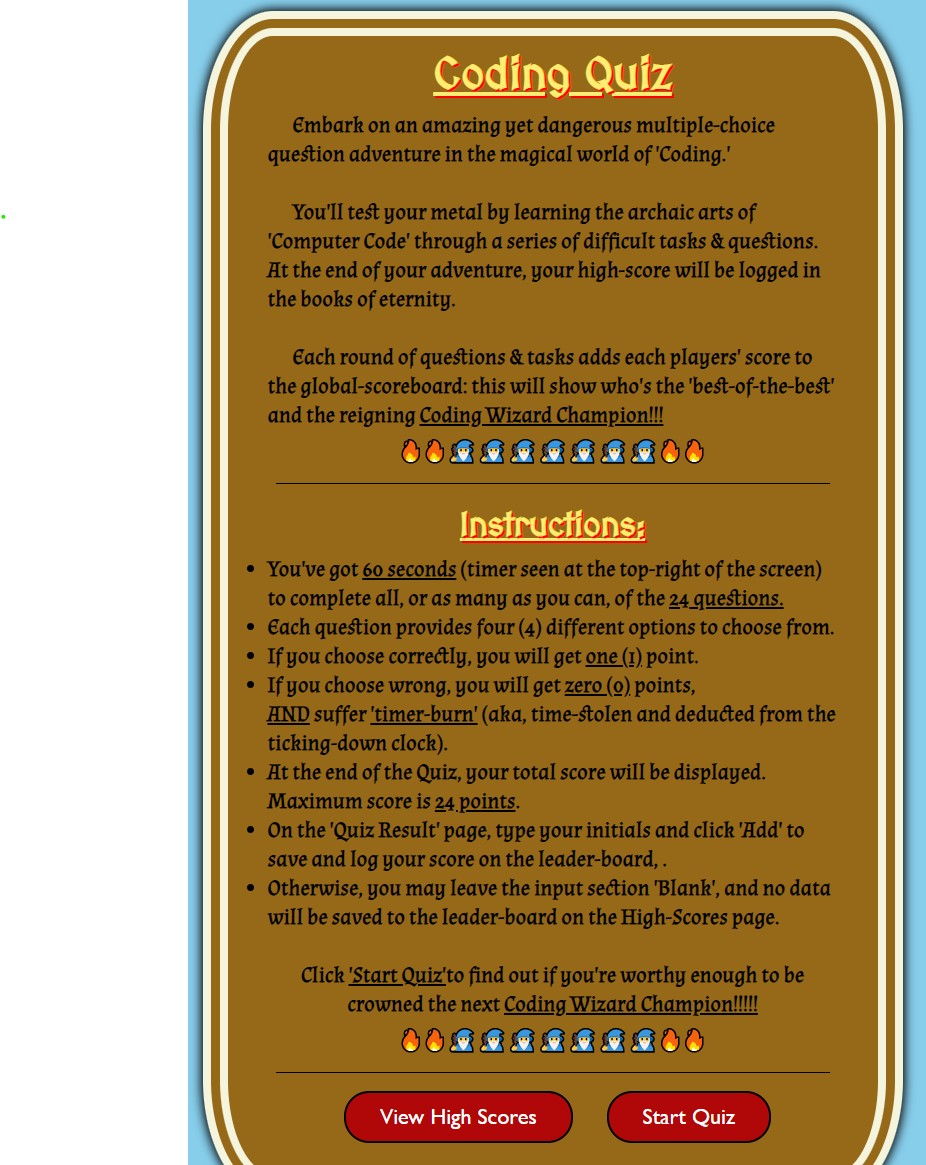 Coding Quiz
Embark on an amazing yet dangerous multiple-choice
question adventure in the magical world of 'Coding.'
You'll test your metal by learning the archaic arts of
'Computer Code' through a series of difficult tasks & questions.
At the end of your adventure, your high-score will be logged in
the books of eternity.
Each round of questions & tasks adds each players' score to
the global-scoreboard: this will show who's the 'best-of-the-best'
and the reigning Coding Wizard Champion!!!
Instructions:
• You've got 60 seconds (timer seen at the top-right of the screen)
to complete all, or as many as you can, of the 24 questions.
• Each question provides four (4) different options to choose from.
• If you choose correctly, you will get one (1) point.
• If you choose wrong, you will get zero (0) points,
AND suffer 'timer-burn' (aka, time-stolen and deducted from the
ticking-down clock).
• At the end of the Quiz, your total score will be displayed.
Maximum score is 24 points.
• On the 'Quiz Result' page, type your initials and click 'Add' to
save and log your score on the leader-board, .
• Otherwise, you may leave the input section 'Blank', and no data
will be saved to the leader-board on the High-Scores page.
Click 'Start Quiz'to find out if you're worthy enough to be
crowned the next Coding Wizard Champion!!!!!
View High Scores
Start Quiz